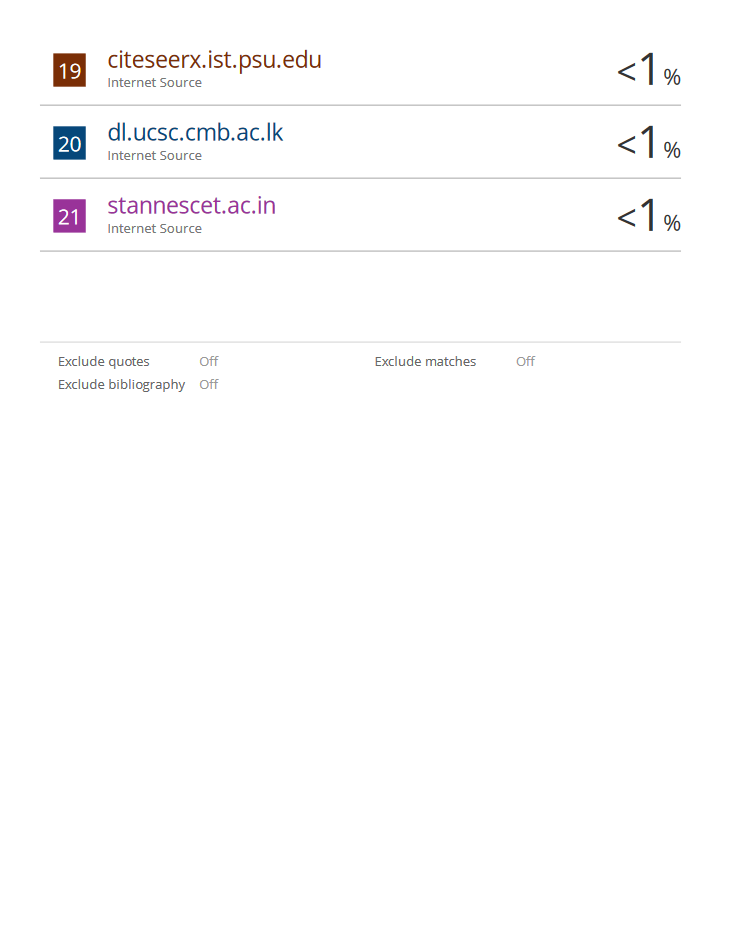 19 citeseerx.ist.psu.edu <1%
Internet Source
20 dl.ucsc.cmb.ac.lk <1%
Internet Source
21 stannescet.ac.in <1%
Internet Source
Exclude quotes Off Exclude matches Off
Exclude bibliography Off